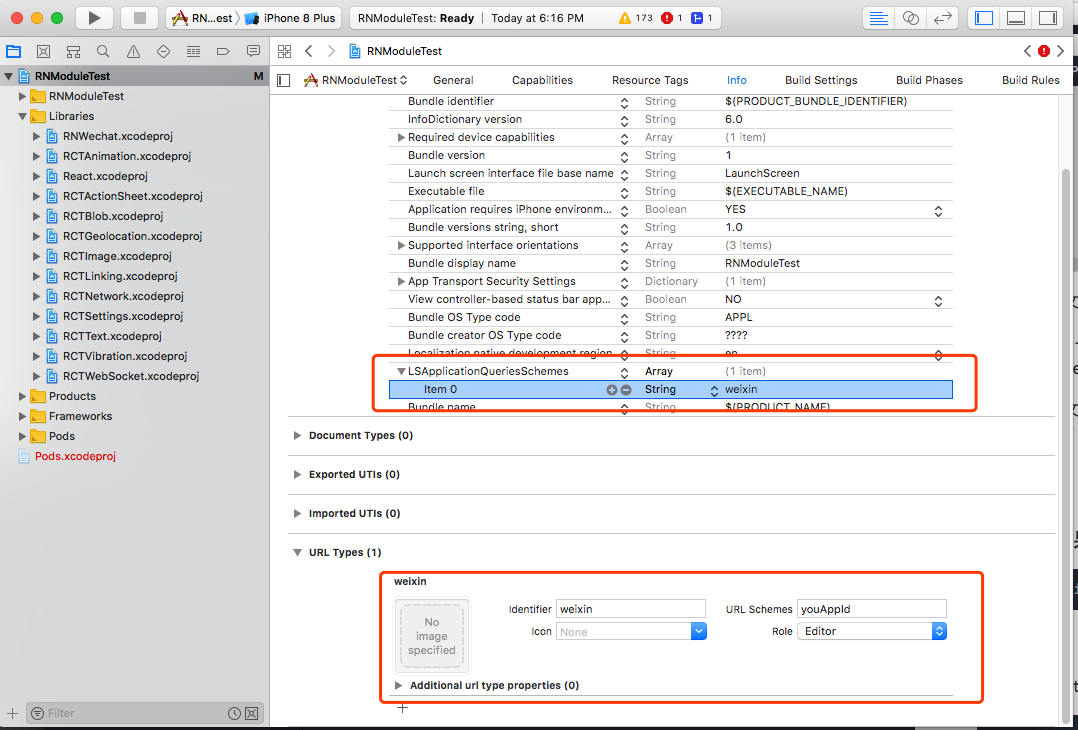 RN...est iPhone 8 Plus RNModuleTest: Ready Today at 6:16 PM 173 1 1
RNModuleTest
RNModuleTest M
RNModuleTest
Libraries
RNWechat.xcodeproj
RCTAnimation.xcodeproj
React.xcodeproj
RCTActionSheet.xcodeproj
RCTBlob.xcodeproj
RCTGeolocation.xcodeproj
RCTImage.xcodeproj
RCTLinking.xcodeproj
RCTNetwork.xcodeproj
RCTSettings.xcodeproj
RCTText.xcodeproj
RCTVibration.xcodeproj
RCTWebSocket.xcodeproj
Products
Frameworks
Pods
Pods.xcodeproj
Filter
RNModuleTest General Capabilities Resource Tags Info Build Settings Build Phases Build Rules
Bundle identifier String $(PRODUCT_BUNDLE_IDENTIFIER)
InfoDictionary version String 6.0
Required device capabilities Array (1 item)
Bundle version String 1
Launch screen interface file base name String LaunchScreen
Executable file String $(EXECUTABLE_NAME)
Application requires iPhone environm... Boolean YES
Bundle versions string, short String 1.0
Supported interface orientations Array (3 items)
Bundle display name String RNModuleTest
App Transport Security Settings Dictionary (1 item)
View controller-based status bar app... Boolean NO
Bundle OS Type code String APPL
Bundle creator OS Type code String ????
Localization native development region String en
LSApplicationQueriesSchemes Array (1 item)
Item 0 String weixin
Bundle name String $(PRODUCT_NAME)
Document Types (0)
Exported UTIs (0)
Imported UTIs (0)
URL Types (1)
weixin
No
image
specified
Identifier weixin URL Schemes youAppId
Icon None Role Editor
Additional url type properties (0)